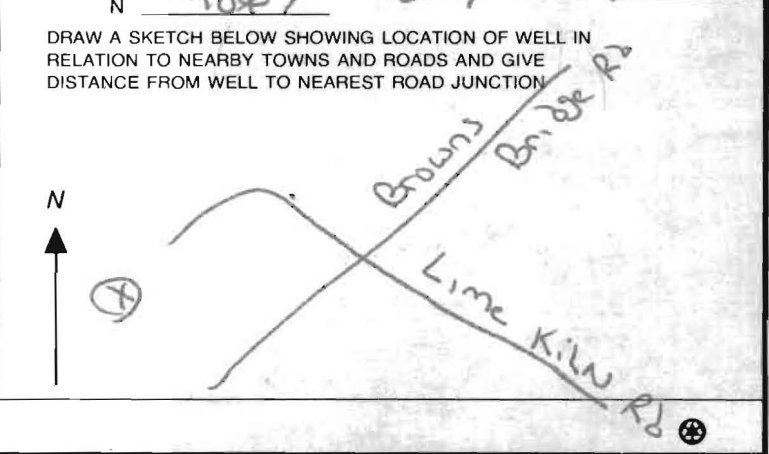 N
DRAW A SKETCH BELOW SHOWING LOCATION OF WELL IN
RELATION TO NEARBY TOWNS AND ROADS AND GIVE
DISTANCE FROM WELL TO NEAREST ROAD JUNCTION
Browns
Bridge Rd
N
X
Lime Kiln Rd